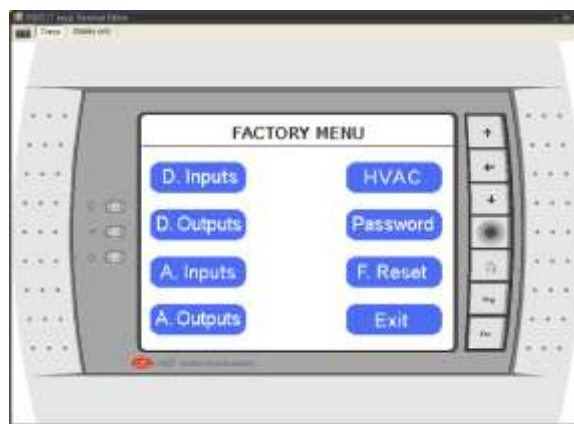 FACTORY MENU
D. Inputs
HVAC
D. Outputs
Password
A. Inputs
F. Reset
A. Outputs
Exit